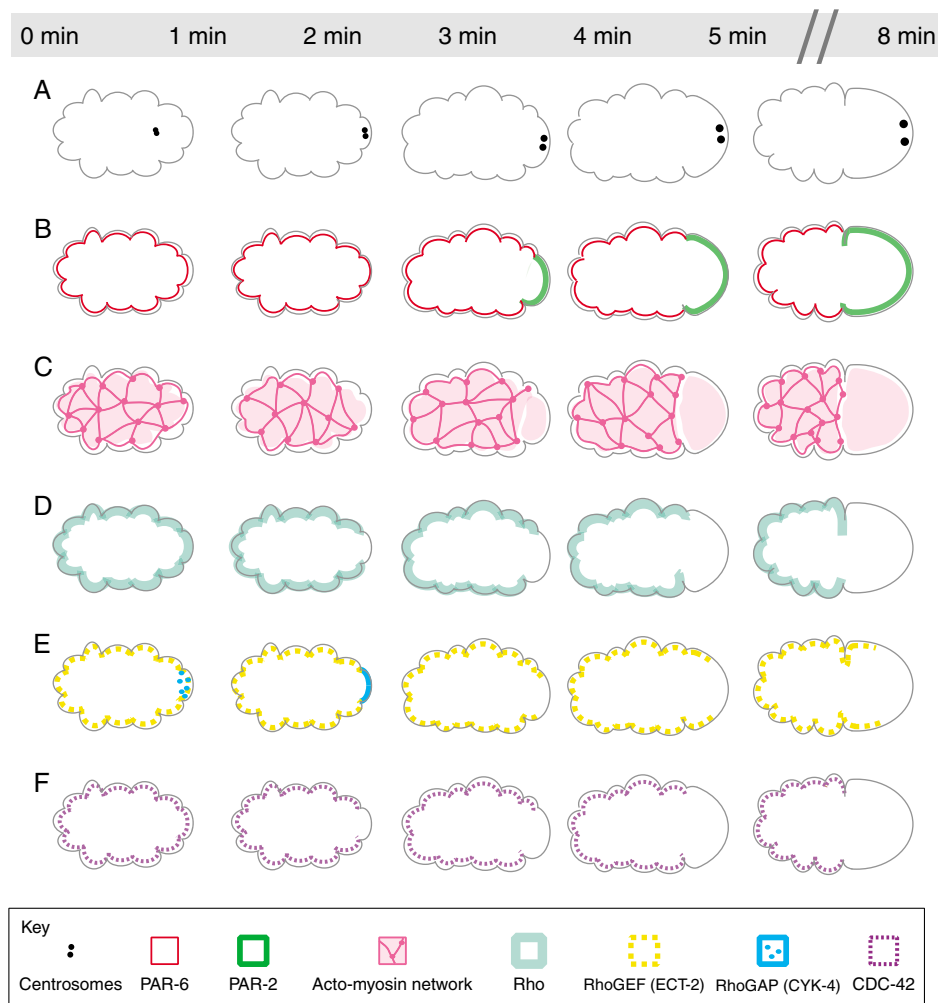 0 min 1 min 2 min 3 min 4 min 5 min 8 min
A
B
C
D
E
F
Key
Centrosomes PAR-6 PAR-2 Acto-myosin network Rho RhoGEF (ECT-2) RhoGAP (CYK-4) CDC-42